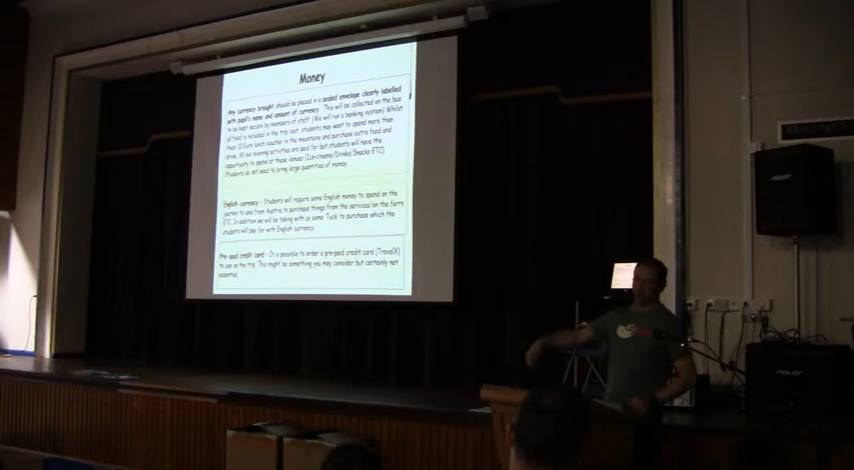 Money
Any currency brought should be placed in a sealed envelope clearly labelled
with pupil's name and amount of currency. This will be collected on the bus
to be kept secure by members of staff. (We will run a banking system) Whilst
all food is included in the trip cost, students may want to spend more than
their 10 Euro lunch voucher in the mountains and purchase extra food and
drink. All our evening activities are paid for but students will have the
opportunity to spend at these venues (Ice-creams/Drinks/Snacks ETC).
Students do not need to bring large quantities of money.
English currency - Students will require some English money to spend on the
journey to and from Austria to purchase things from the services/on the ferry
ETC. In addition we will be taking with us some Tuck to purchase which the
students will pay for with English currency.
Pre-paid credit card - It is possible to order a pre-paid credit card (TravelX)
to use on the trip. This might be something you may consider but certainly not
essential.
PEAVEY
PEAVEY